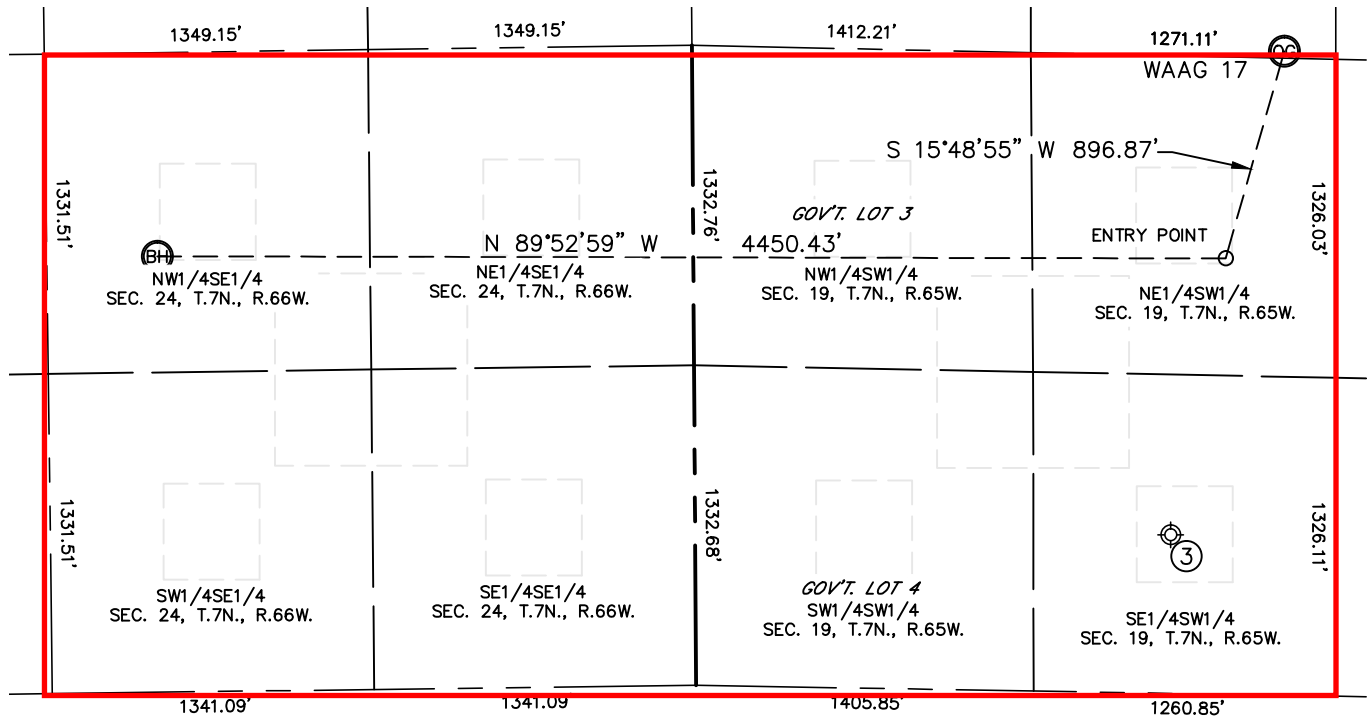 1349.15'
1349.15'
1412.21'
1271.11'
OG
WAAG 17
S 15°48'55" W 896.87'
1331.51'
1332.76'
1326.03'
GOV'T. LOT 3
ENTRY POINT
N 89°52'59" W 4450.43'
BH
NW1/4SE1/4
SEC. 24, T.7N., R.66W.
NE1/4SE1/4
SEC. 24, T.7N., R.66W.
NW1/4SW1/4
SEC. 19, T.7N., R.65W.
NE1/4SW1/4
SEC. 19, T.7N., R.65W.
1331.51'
1332.68'
1326.11'
3
SW1/4SE1/4
SEC. 24, T.7N., R.66W.
SE1/4SE1/4
SEC. 24, T.7N., R.66W.
GOV'T. LOT 4
SW1/4SW1/4
SEC. 19, T.7N., R.65W.
SE1/4SW1/4
SEC. 19, T.7N., R.65W.
1341.09'
1341.09'
1405.85'
1260.85'